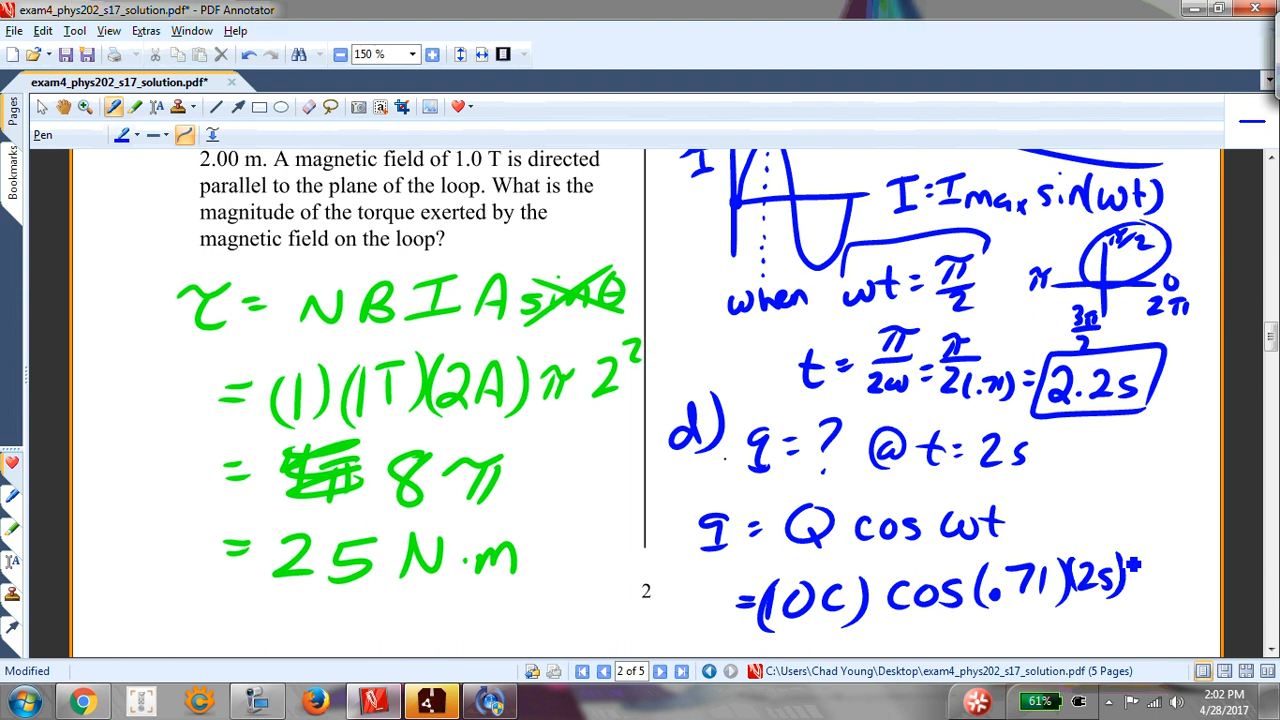 exam4_phys202_s17_solution.pdf* - PDF Annotator
File Edit Tool View Extras Window Help
150 %
exam4_phys202_s17_solution.pdf*
Pen
Pages
Bookmarks
2.00 m. A magnetic field of 1.0 T is directed
parallel to the plane of the loop. What is the
magnitude of the torque exerted by the
magnetic field on the loop?
τ = N B I A sinθ
= (1)(1T)(2A) π 2²
= 8π
= 25 N·m
I
I = Imax sin(ωt)
when ωt = π/2
π/2
π
0
2π
3π/2
t = π/2ω = π/2(.71) = 2.2s
d) q = ? @ t = 2s
q = Q cos ωt
= (10C) cos(.71)(2s)
2
Modified
2 of 5
C:\Users\Chad Young\Desktop\exam4_phys202_s17_solution.pdf (5 Pages)
61%
2:02 PM
4/28/2017